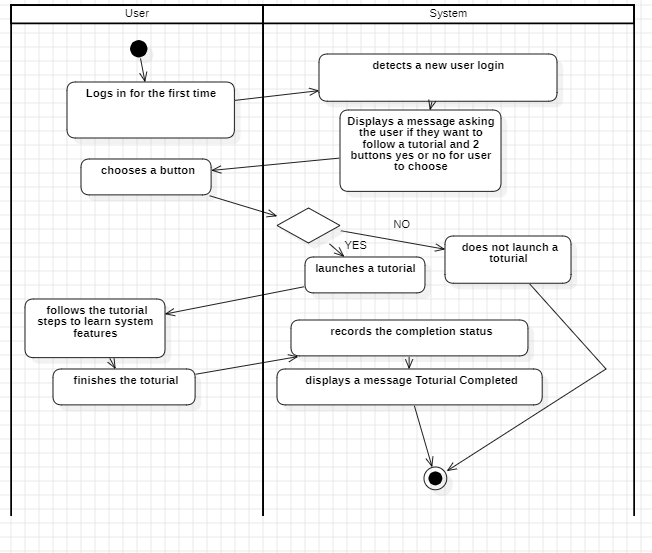 User
System
detects a new user login
Logs in for the first time
Displays a message asking
the user if they want to
follow a tutorial and 2
buttons yes or no for user
to choose
chooses a button
NO
YES
does not launch a
toturial
launches a tutorial
follows the tutorial
steps to learn system
features
records the completion status
finishes the toturial
displays a message Toturial Completed